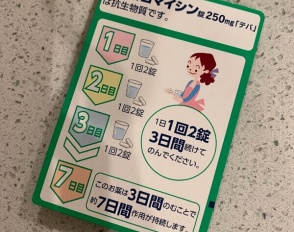 マイシン錠250mg「テバ」
は抗生物質です。
1日目
1回2錠
2日目
1回2錠
3日目
1回2錠
1日1回2錠
3日間続けて
のんでください。
7日目
このお薬は3日間のむことで
約7日間作用が持続します。